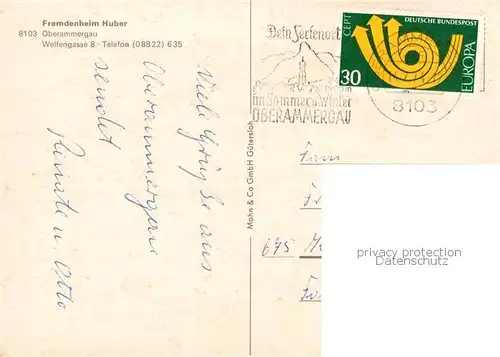 Fremdenheim Huber
8103 Oberammergau
Welfengasse 8 · Telefon (08822) 635
Viele Grüße aus
Oberammergau
sendet
Renate u. Otto
Mohn & Co GmbH Gütersloh
Dein Ferienort
im Sommer u. Winter
OBERAMMERGAU
CEPT
DEUTSCHE BUNDESPOST
30
EUROPA
8103
675
privacy protection
Datenschutz